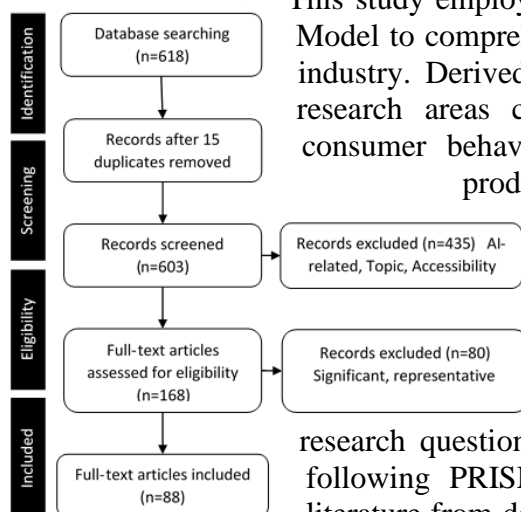 This study employ
Model to compre
industry. Derived
research areas c
consumer behav
prod
Identification
Database searching
(n=618)
Records after 15
duplicates removed
Screening
Records screened
(n=603)
Records excluded (n=435) AI-
related, Topic, Accessibility
Eligibility
Full-text articles
assessed for eligibility
(n=168)
Records excluded (n=80)
Significant, representative
Included
Full-text articles included
(n=88)
research question
following PRISM
literature from d